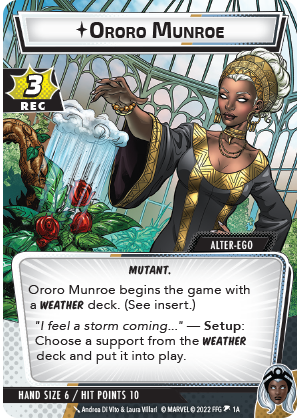 ✦Ororo Munroe
3
REC
ALTER-EGO
MUTANT.
Ororo Munroe begins the game with
a WEATHER deck. (See insert.)
"I feel a storm coming..." — Setup:
Choose a support from the WEATHER
deck and put it into play.
HAND SIZE 6 / HIT POINTS 10
Andrea Di Vito & Laura Villari © MARVEL © 2022 FFG 1A